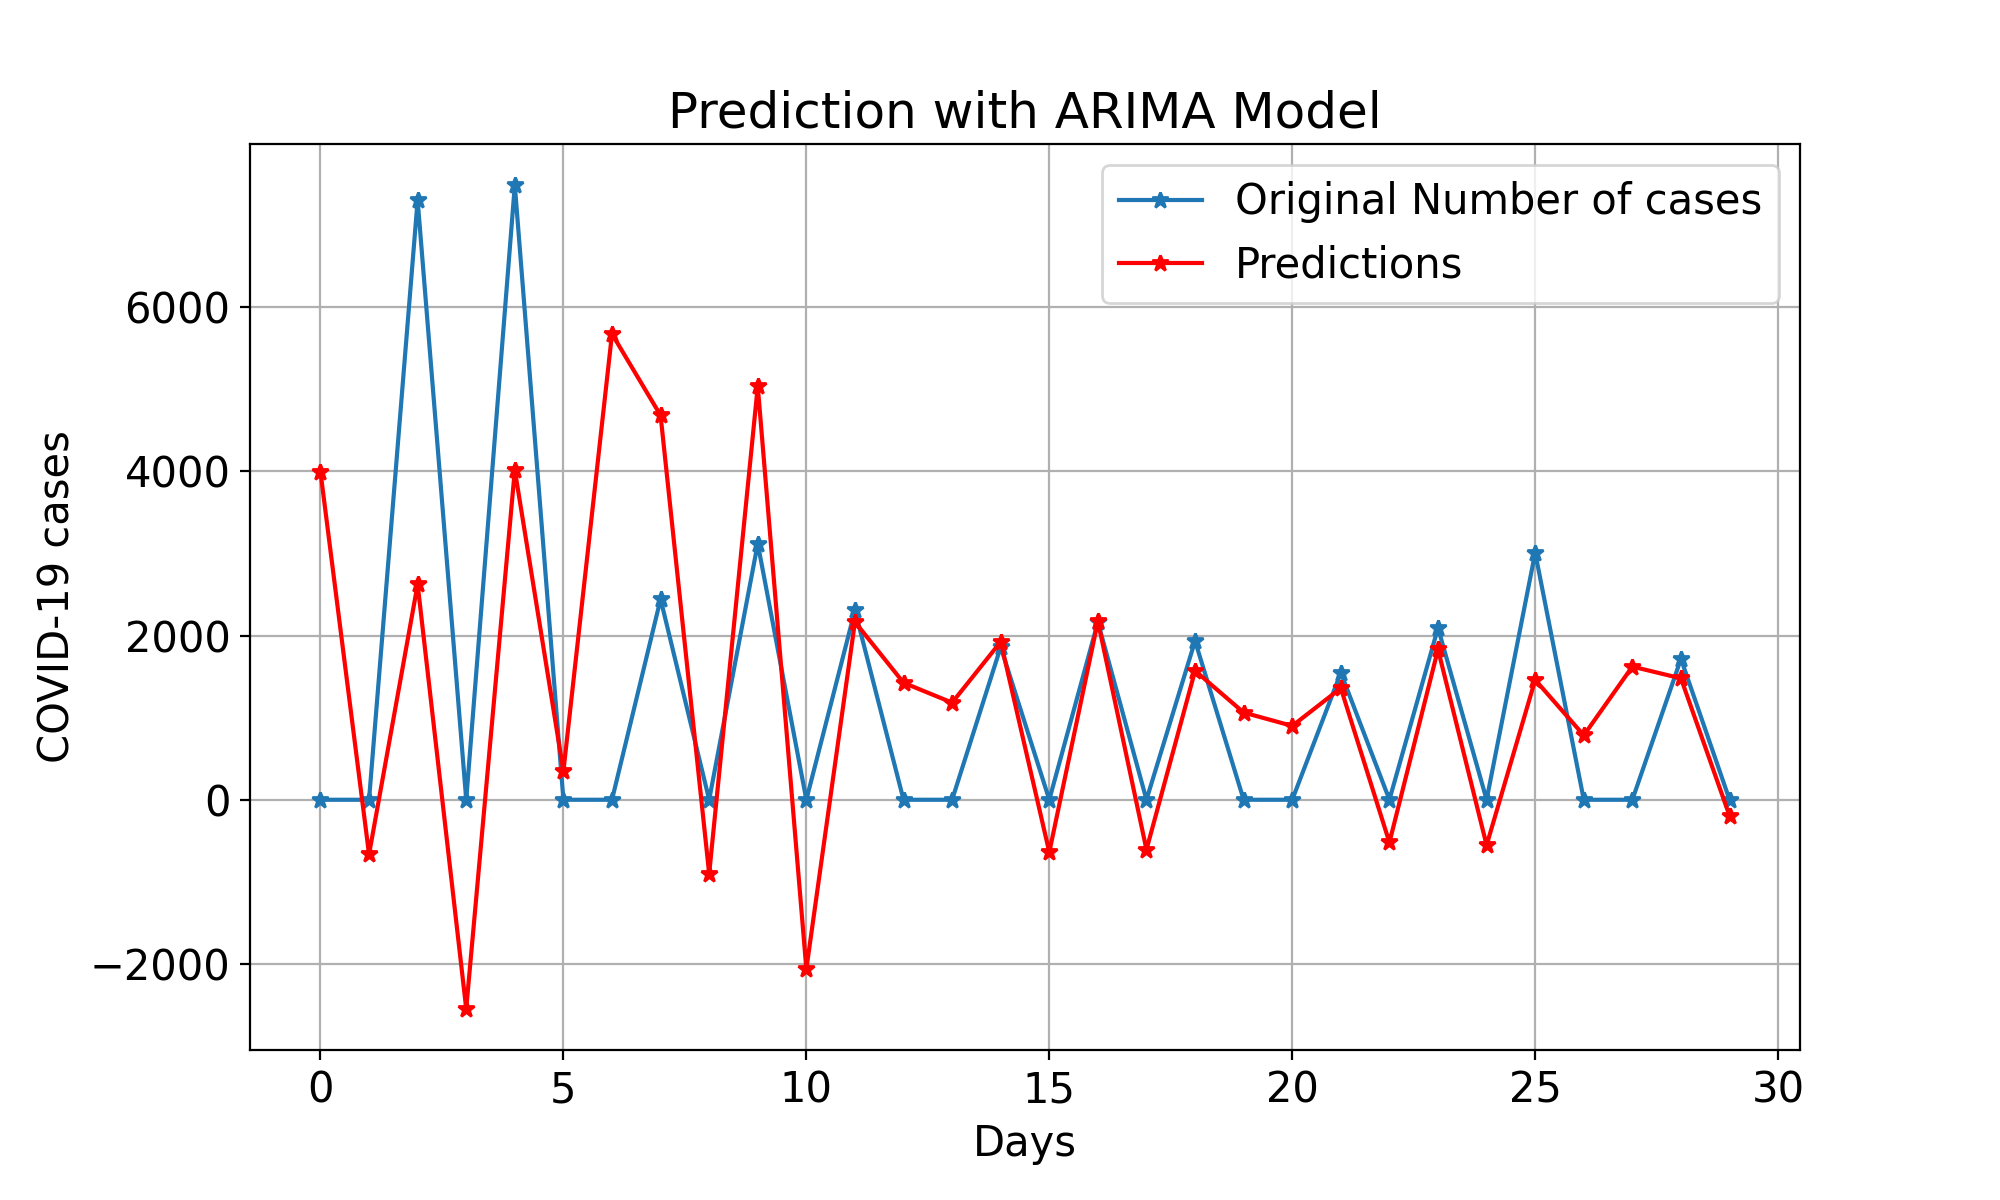 Prediction with ARIMA Model
Original Number of cases
Predictions
COVID-19 cases
6000
4000
2000
0
−2000
0 5 10 15 20 25 30
Days